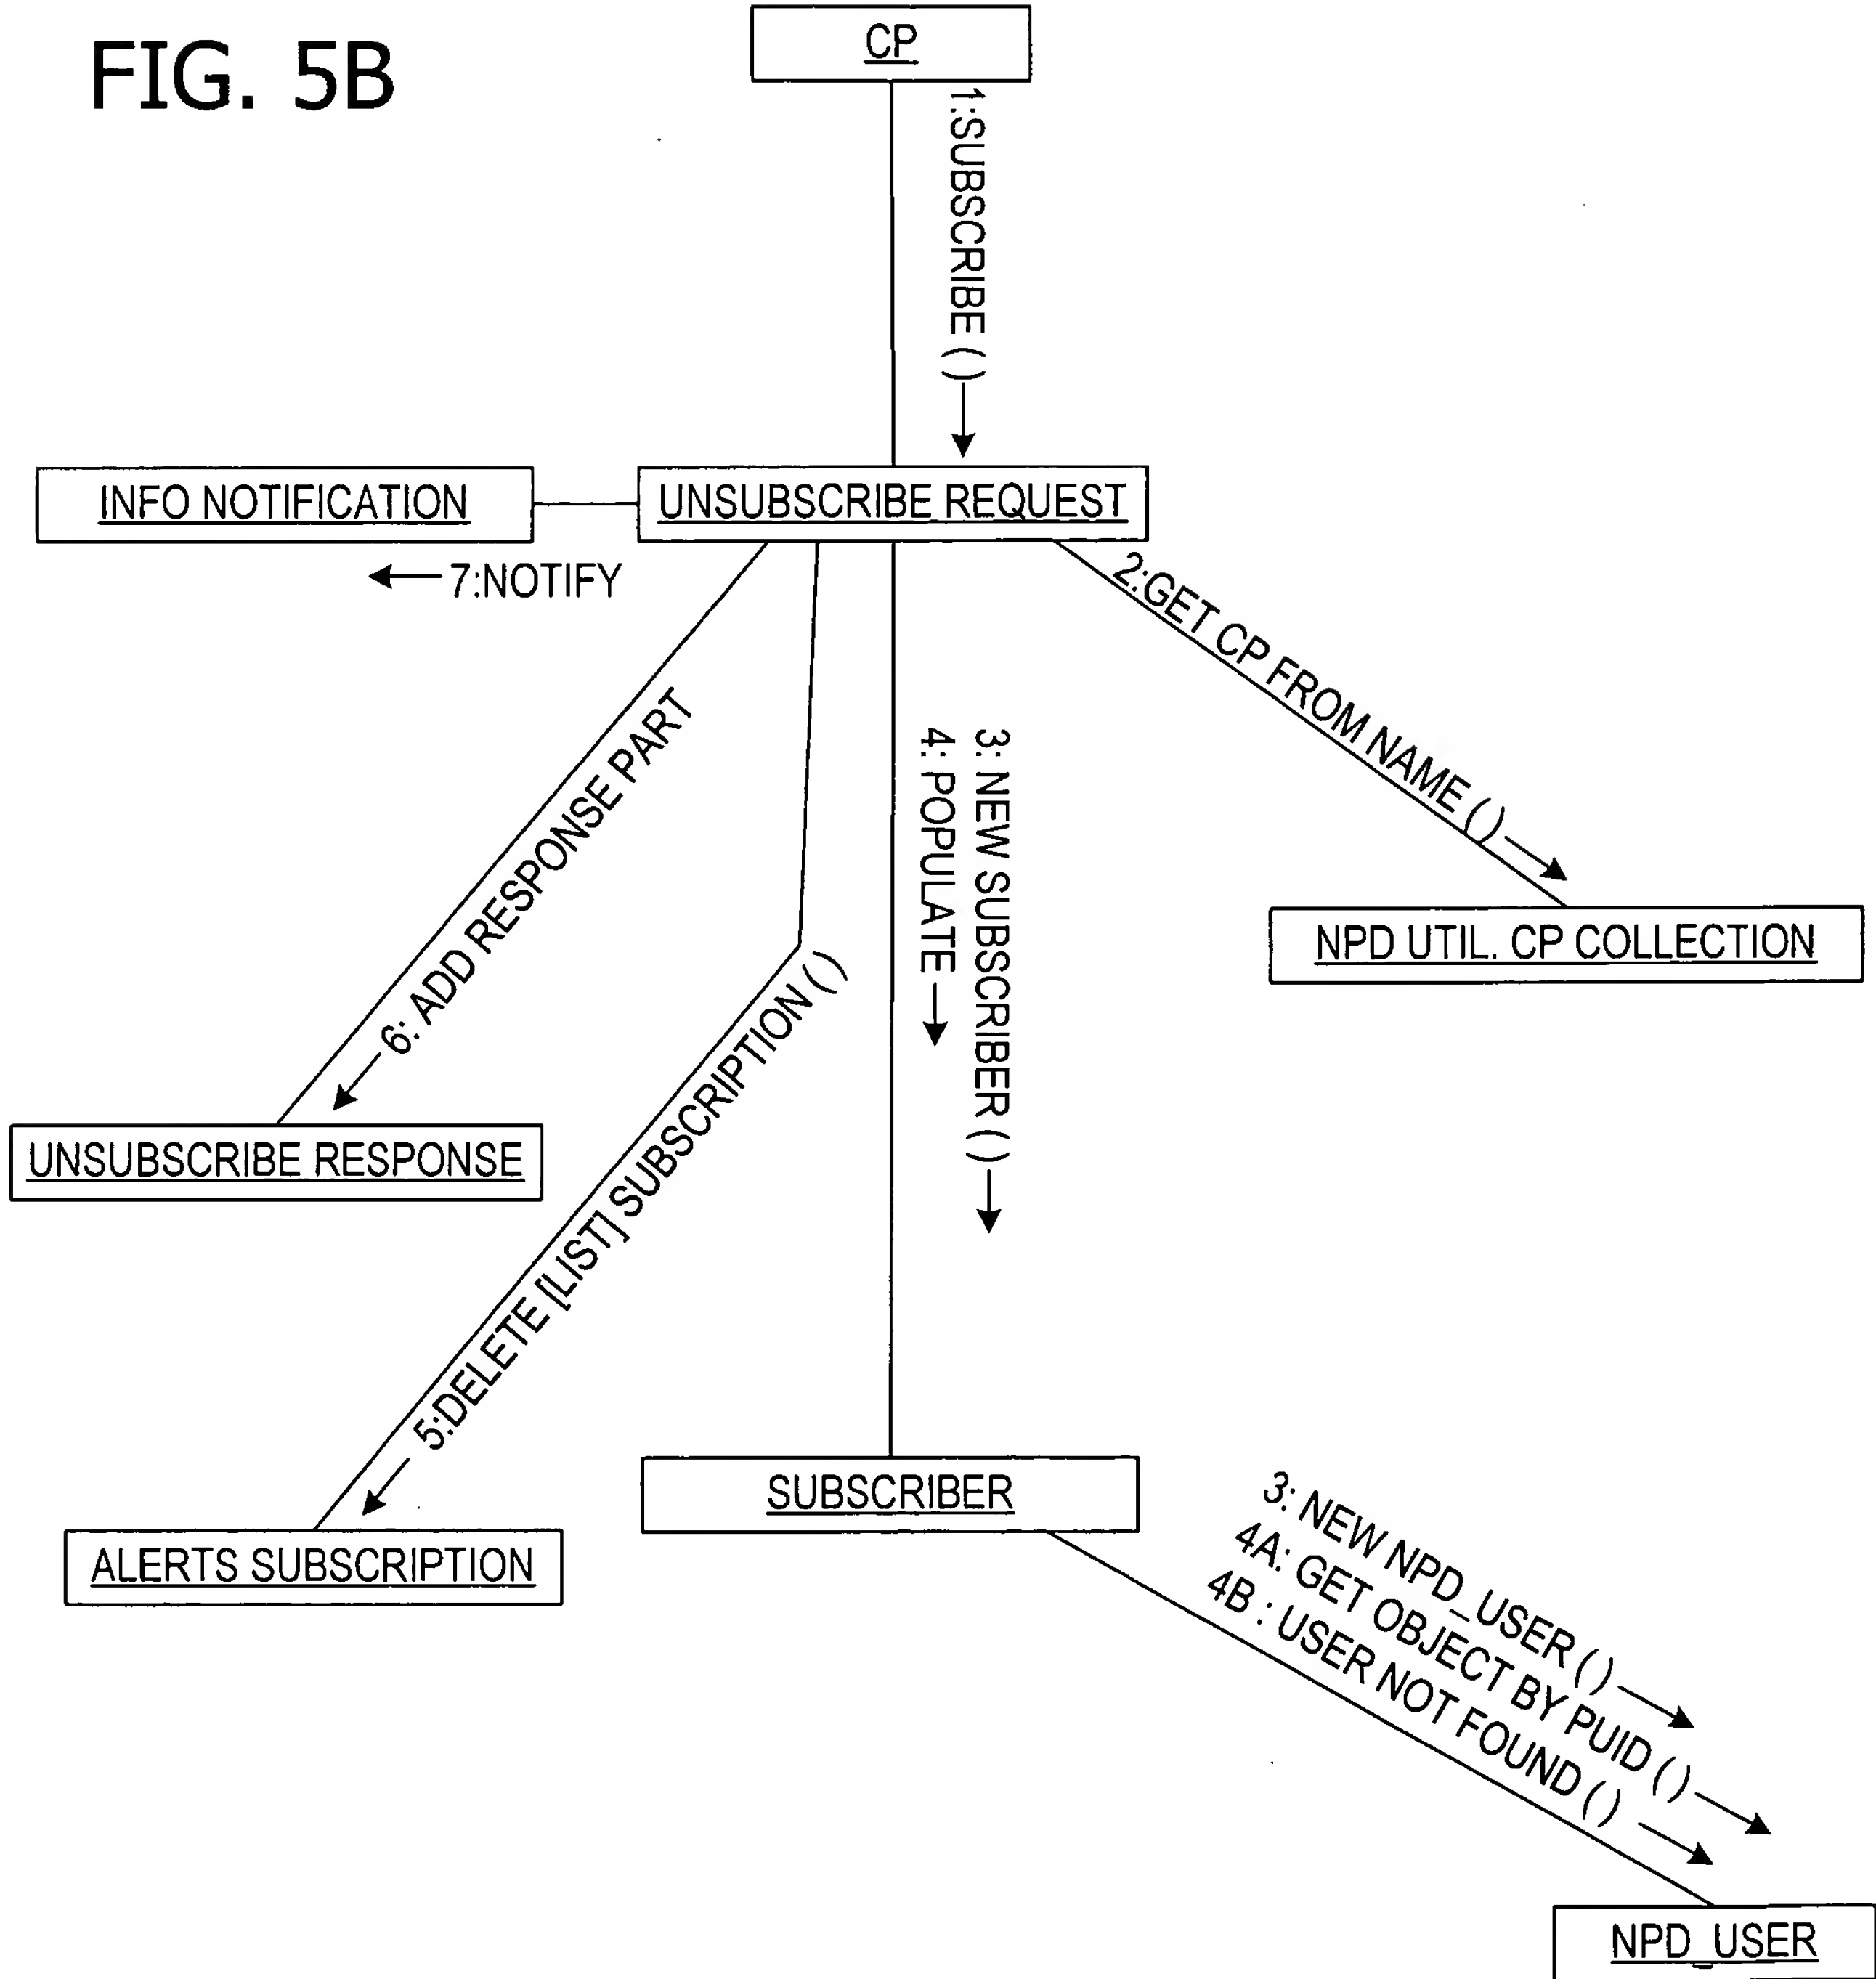 FIG. 5B
CP
1:SUBSCRIBE ( )
INFO NOTIFICATION
UNSUBSCRIBE REQUEST
7:NOTIFY
2:GET CP FROM NAME ( )
6: ADD RESPONSE PART
3: NEW SUBSCRIBER ( )
4: POPULATE
NPD UTIL. CP COLLECTION
UNSUBSCRIBE RESPONSE
5:DELETE [LIST] SUBSCRIPTION ( )
SUBSCRIBER
ALERTS SUBSCRIPTION
3: NEW NPD_USER ( )
4A: GET OBJECT BY PUID ( )
4B : USER NOT FOUND ( )
NPD_USER